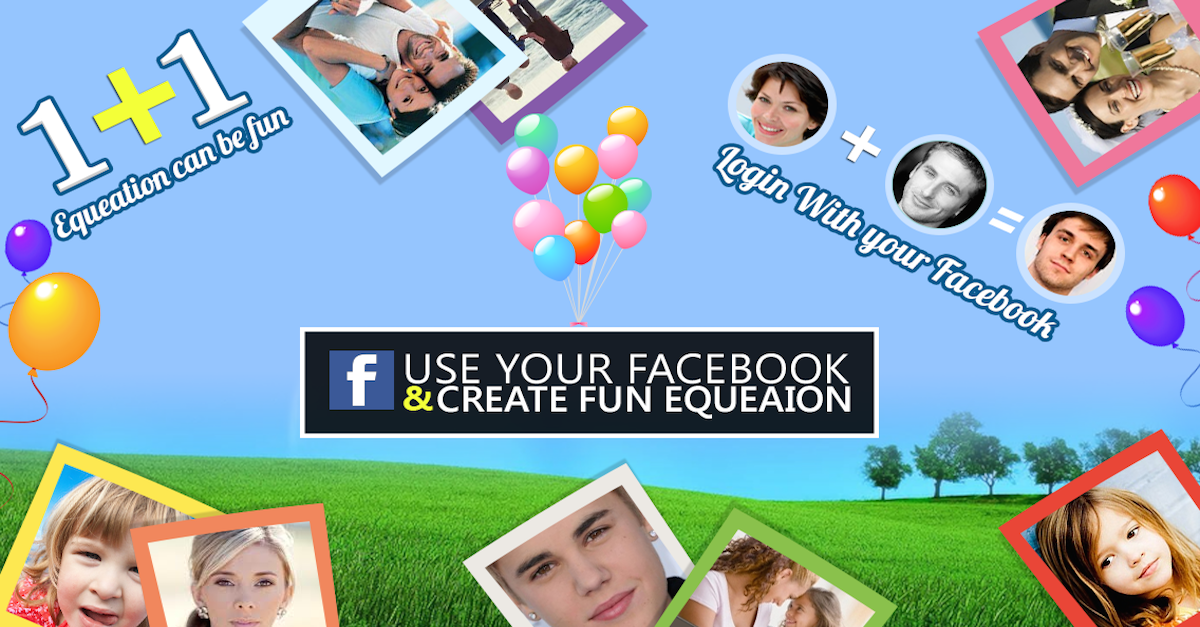 1+1
Equeation can be fun
+
=
Login With your Facebook
f USE YOUR FACEBOOK
& CREATE FUN EQUEAION